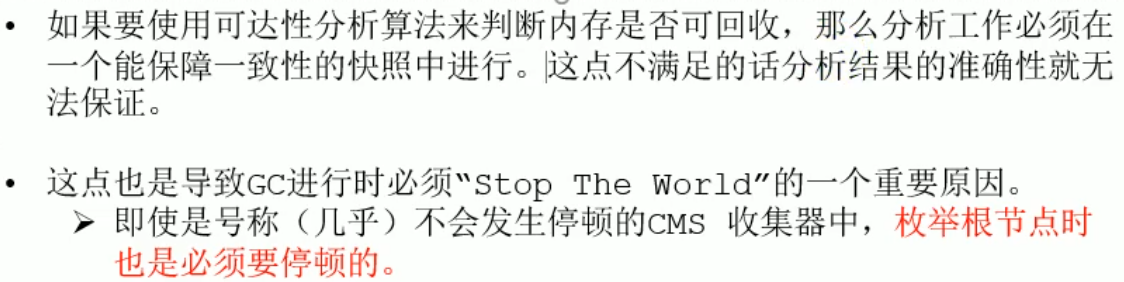 • 如果要使用可达性分析算法来判断内存是否可回收，那么分析工作必须在
一个能保障一致性的快照中进行。这点不满足的话分析结果的准确性就无
法保证。
• 这点也是导致GC进行时必须“Stop The World”的一个重要原因。
➢ 即使是号称（几乎）不会发生停顿的CMS 收集器中，枚举根节点时
也是必须要停顿的。